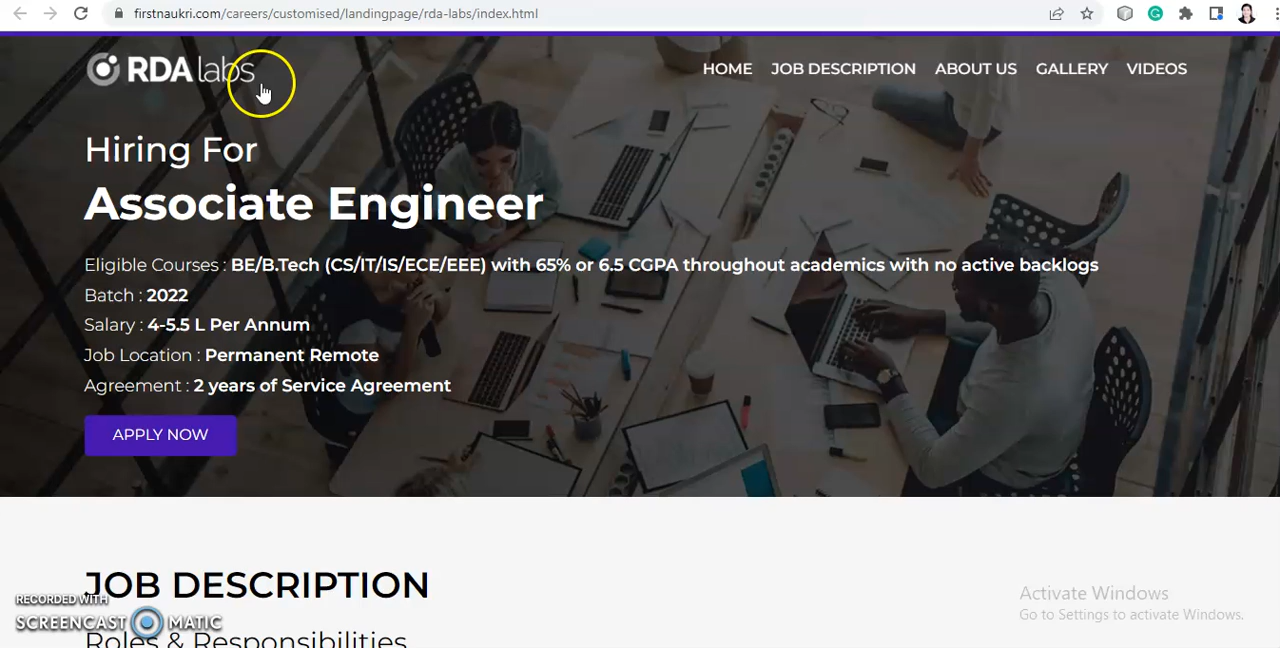 firstnaukri.com/careers/customised/landingpage/rda-labs/index.html
RDA labs
HOME JOB DESCRIPTION ABOUT US GALLERY VIDEOS
Hiring For
Associate Engineer
Eligible Courses : BE/B.Tech (CS/IT/IS/ECE/EEE) with 65% or 6.5 CGPA throughout academics with no active backlogs
Batch : 2022
Salary : 4-5.5 L Per Annum
Job Location : Permanent Remote
Agreement : 2 years of Service Agreement
APPLY NOW
JOB DESCRIPTION
Roles & Responsibilities
RECORDED WITH
SCREENCAST MATIC
Activate Windows
Go to Settings to activate Windows.